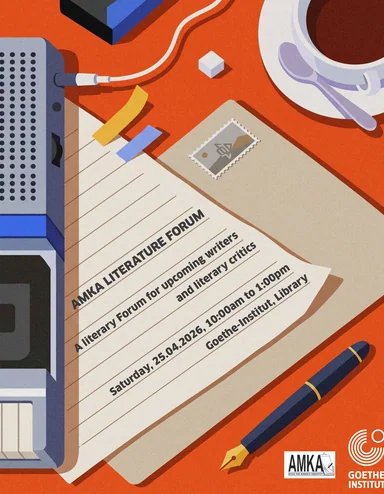 AMKA LITERATURE FORUM
A literary Forum for upcoming writers
and literary critics
Saturday, 25.04.2026, 10:00am to 1:00pm
Goethe-Institut, Library
AMKA
GOETHE
INSTITUT